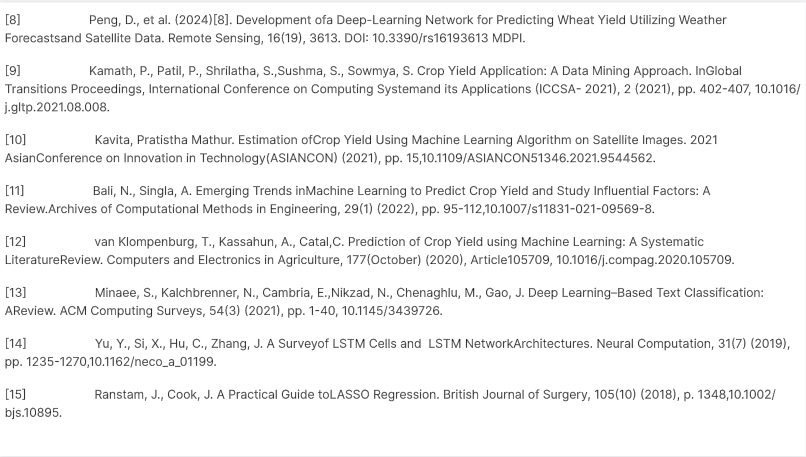 [8] Peng, D., et al. (2024)[8]. Development ofa Deep-Learning Network for Predicting Wheat Yield Utilizing Weather
Forecastsand Satellite Data. Remote Sensing, 16(19), 3613. DOI: 10.3390/rs16193613 MDPI.
[9] Kamath, P., Patil, P., Shrilatha, S.,Sushma, S., Sowmya, S. Crop Yield Application: A Data Mining Approach. InGlobal
Transitions Proceedings, International Conference on Computing Systemand its Applications (ICCSA- 2021), 2 (2021), pp. 402-407, 10.1016/
j.gltp.2021.08.008.
[10] Kavita, Pratistha Mathur. Estimation ofCrop Yield Using Machine Learning Algorithm on Satellite Images. 2021
AsianConference on Innovation in Technology(ASIANCON) (2021), pp. 15,10.1109/ASIANCON51346.2021.9544562.
[11] Bali, N., Singla, A. Emerging Trends inMachine Learning to Predict Crop Yield and Study Influential Factors: A
Review.Archives of Computational Methods in Engineering, 29(1) (2022), pp. 95-112,10.1007/s11831-021-09569-8.
[12] van Klompenburg, T., Kassahun, A., Catal,C. Prediction of Crop Yield using Machine Learning: A Systematic
LiteratureReview. Computers and Electronics in Agriculture, 177(October) (2020), Article105709, 10.1016/j.compag.2020.105709.
[13] Minaee, S., Kalchbrenner, N., Cambria, E.,Nikzad, N., Chenaghlu, M., Gao, J. Deep Learning–Based Text Classification:
AReview. ACM Computing Surveys, 54(3) (2021), pp. 1-40, 10.1145/3439726.
[14] Yu, Y., Si, X., Hu, C., Zhang, J. A Surveyof LSTM Cells and LSTM NetworkArchitectures. Neural Computation, 31(7) (2019),
pp. 1235-1270,10.1162/neco_a_01199.
[15] Ranstam, J., Cook, J. A Practical Guide toLASSO Regression. British Journal of Surgery, 105(10) (2018), p. 1348,10.1002/
bjs.10895.